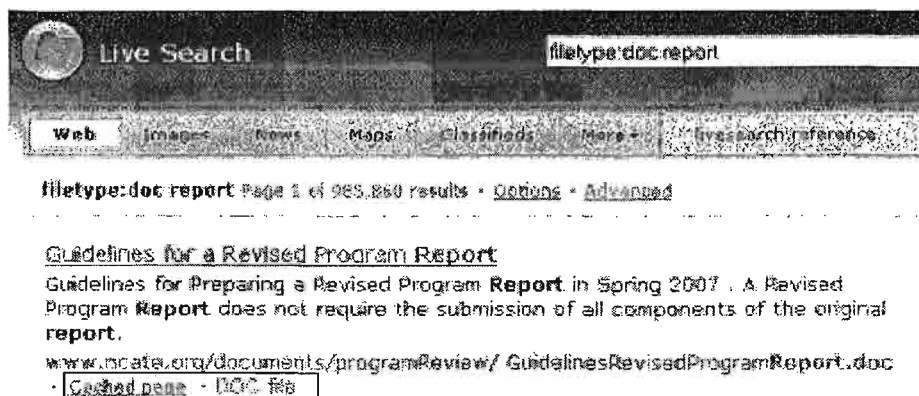 Live Search
filetype:doc report
Web Images News Maps Classifieds More livesearch reference
filetype:doc report Page 1 of 985,860 results · Options · Advanced
Guidelines for a Revised Program Report
Guidelines for Preparing a Revised Program Report in Spring 2007 . A Revised
Program Report does not require the submission of all components of the original
report.
www.ncate.org/documents/programReview/ GuidelinesRevisedProgramReport.doc
· Cached page · DOC file